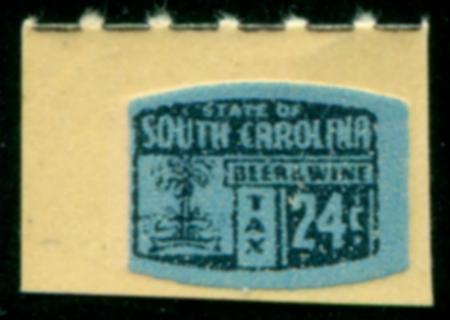 STATE OF
SOUTH CAROLINA
BEER & WINE
TAX
24¢